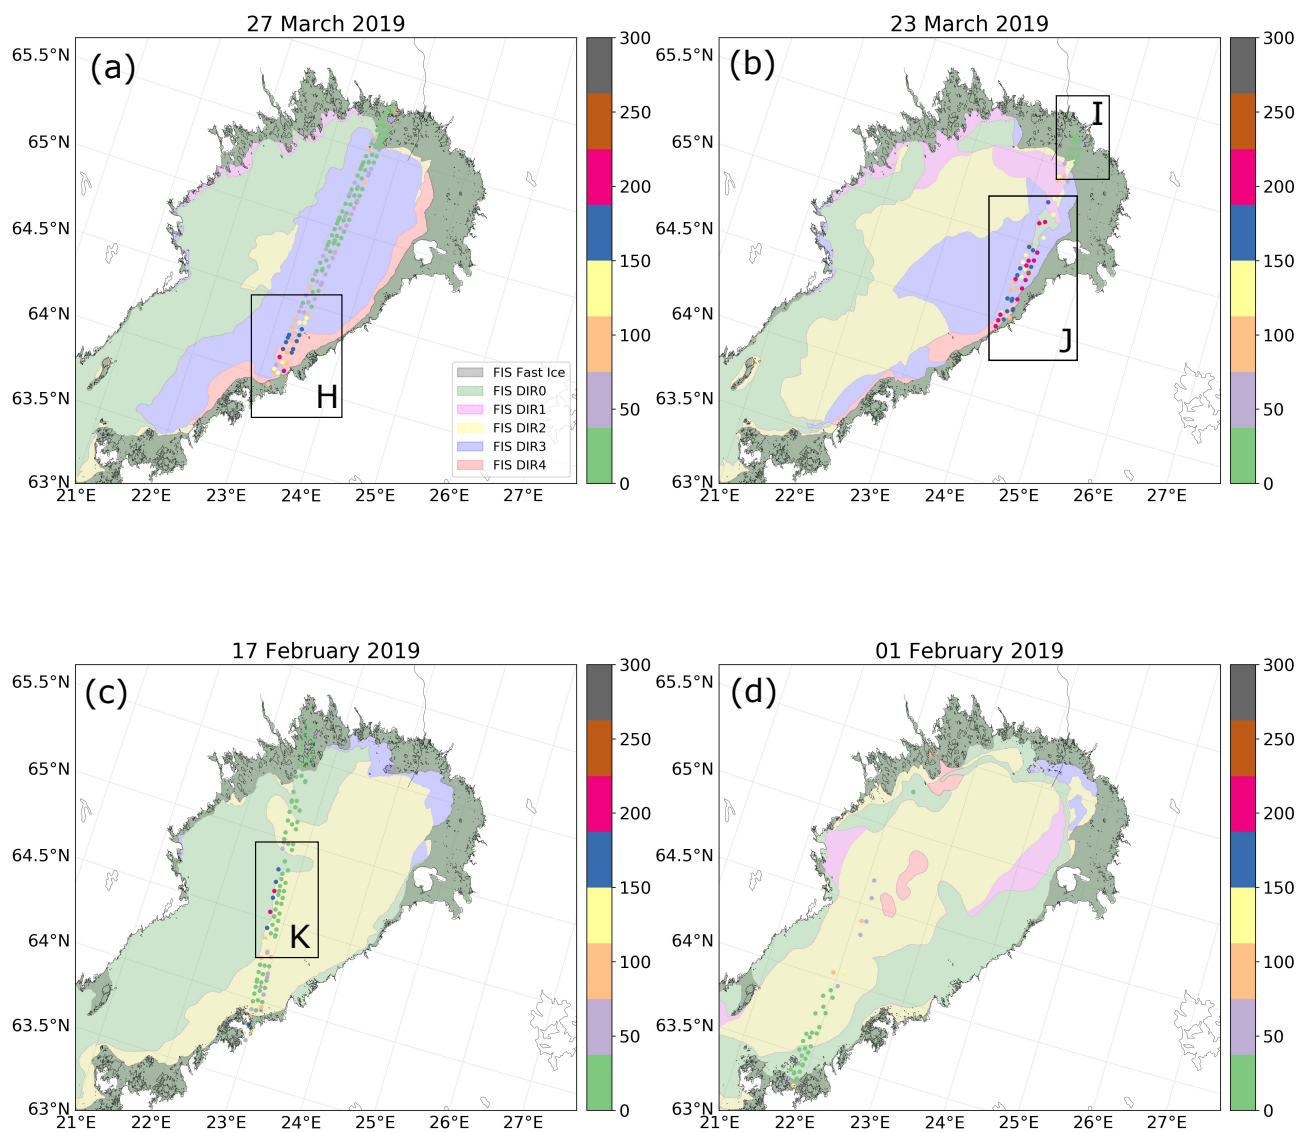 27 March 2019
(a)
65.5°N
65°N
64.5°N
64°N
63.5°N
63°N
21°E 22°E 23°E 24°E 25°E 26°E 27°E
H
FIS Fast Ice
FIS DIR0
FIS DIR1
FIS DIR2
FIS DIR3
FIS DIR4
300
250
200
150
100
50
0
23 March 2019
(b)
65.5°N
65°N
64.5°N
64°N
63.5°N
63°N
21°E 22°E 23°E 24°E 25°E 26°E 27°E
I
J
300
250
200
150
100
50
0
17 February 2019
(c)
65.5°N
65°N
64.5°N
64°N
63.5°N
63°N
21°E 22°E 23°E 24°E 25°E 26°E 27°E
K
300
250
200
150
100
50
0
01 February 2019
(d)
65.5°N
65°N
64.5°N
64°N
63.5°N
63°N
21°E 22°E 23°E 24°E 25°E 26°E 27°E
300
250
200
150
100
50
0